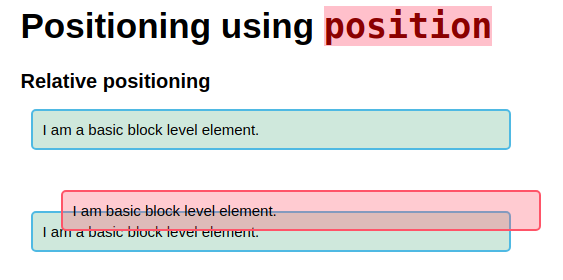 Positioning using position
Relative positioning
I am a basic block level element.
I am basic block level element.
I am a basic block level element.